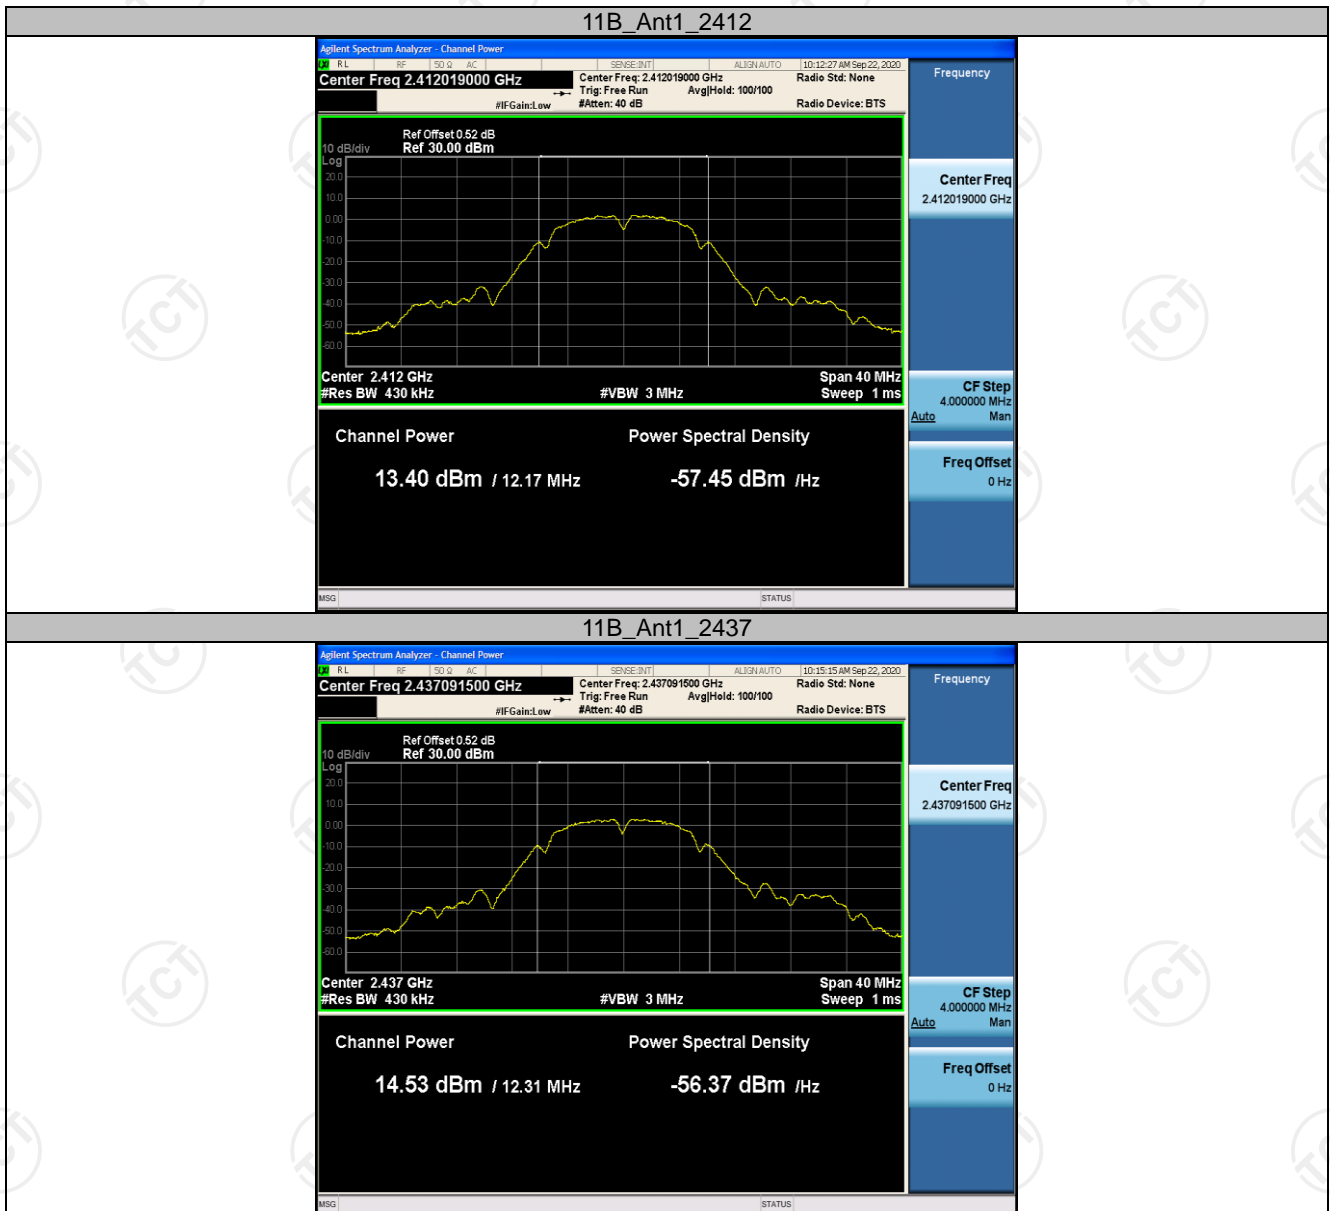 11B_Ant1_2412
Agilent Spectrum Analyzer - Channel Power
RL RF 50 Ω AC SENSE:INT ALIGN AUTO 10:12:27 AM Sep 22, 2020
Center Freq 2.412019000 GHz
Center Freq: 2.412019000 GHz
Radio Std: None
Trig: Free Run Avg|Hold: 100/100
#IFGain:Low
#Atten: 40 dB
Radio Device: BTS
Frequency
Ref Offset 0.52 dB
10 dB/div Ref 30.00 dBm
Log
20.0
10.0
0.00
-10.0
-20.0
-30.0
-40.0
-50.0
-60.0
Center Freq
2.412019000 GHz
Center 2.412 GHz Span 40 MHz
#Res BW 430 kHz #VBW 3 MHz Sweep 1 ms
CF Step
4.000000 MHz
Auto Man
Freq Offset
0 Hz
Channel Power Power Spectral Density
13.40 dBm / 12.17 MHz -57.45 dBm /Hz
MSG STATUS
11B_Ant1_2437
Agilent Spectrum Analyzer - Channel Power
RL RF 50 Ω AC SENSE:INT ALIGN AUTO 10:15:15 AM Sep 22, 2020
Center Freq 2.437091500 GHz
Center Freq: 2.437091500 GHz
Radio Std: None
Trig: Free Run Avg|Hold: 100/100
#IFGain:Low
#Atten: 40 dB
Radio Device: BTS
Frequency
Ref Offset 0.52 dB
10 dB/div Ref 30.00 dBm
Log
20.0
10.0
0.00
-10.0
-20.0
-30.0
-40.0
-50.0
-60.0
Center Freq
2.437091500 GHz
Center 2.437 GHz Span 40 MHz
#Res BW 430 kHz #VBW 3 MHz Sweep 1 ms
CF Step
4.000000 MHz
Auto Man
Freq Offset
0 Hz
Channel Power Power Spectral Density
14.53 dBm / 12.31 MHz -56.37 dBm /Hz
MSG STATUS
TCT